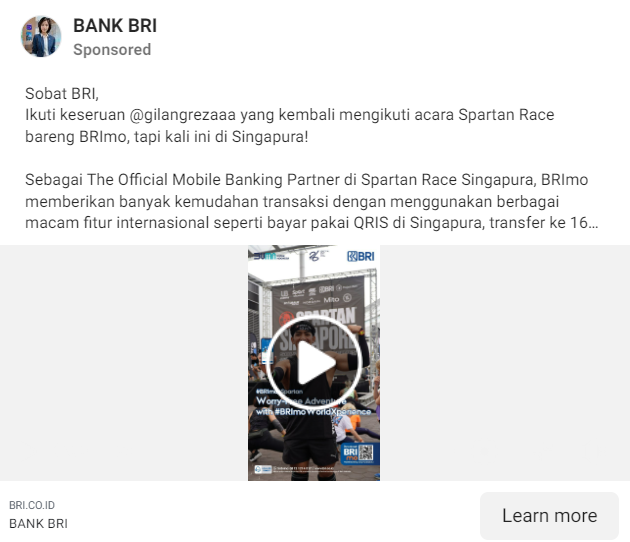 BANK BRI
Sponsored
Sobat BRI,
Ikuti keseruan @gilangrezaaa yang kembali mengikuti acara Spartan Race
bareng BRImo, tapi kali ini di Singapura!
Sebagai The Official Mobile Banking Partner di Spartan Race Singapura, BRImo
memberikan banyak kemudahan transaksi dengan menggunakan berbagai
macam fitur internasional seperti bayar pakai QRIS di Singapura, transfer ke 16...
BRI
Mito
SPARTAN
#BRImoSpartan
Adventure
with #BRImoWorldXperience
BRI
BRI.CO.ID
BANK BRI
Learn more